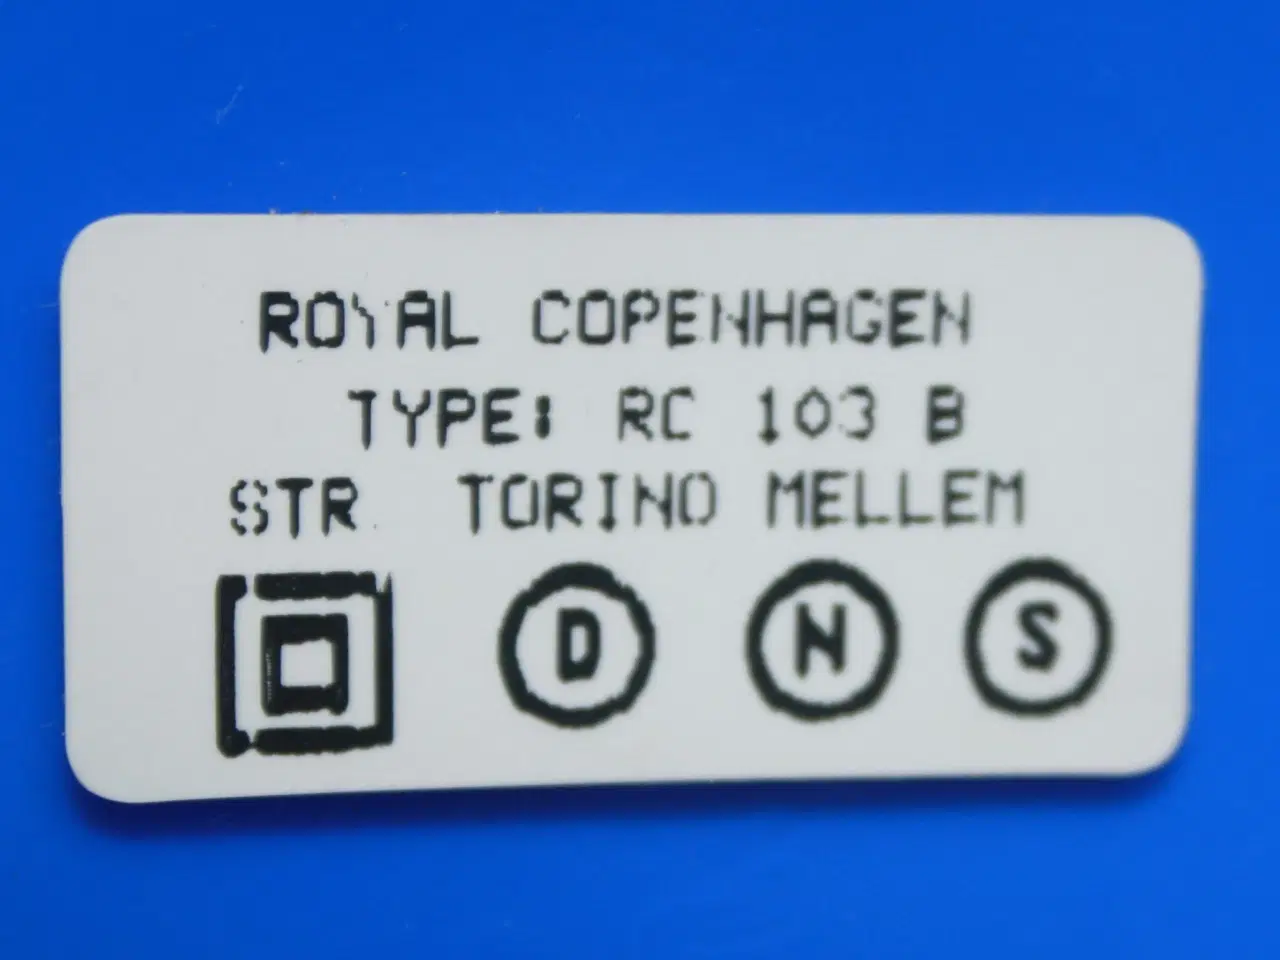 ROYAL COPENHAGEN
TYPE: RC 103 B
STR TORINO MELLEM
D N S